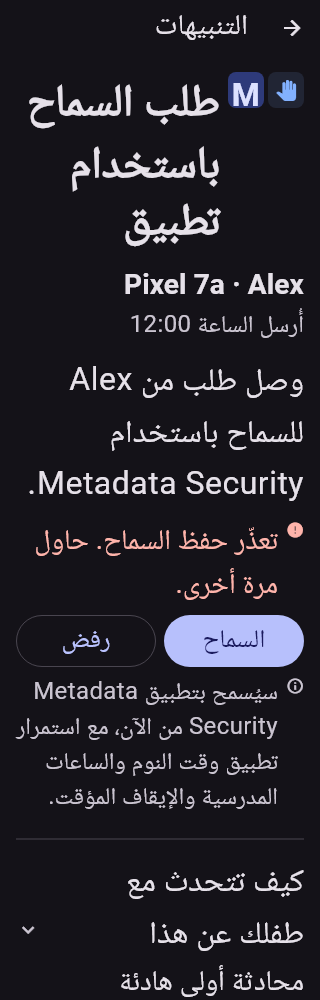 التنبيهات
M
طلب السماح
باستخدام
تطبيق
Pixel 7a · Alex
أُرسل الساعة 12:00
وصل طلب من Alex
للسماح باستخدام
Metadata Security.
تعذّر حفظ السماح. حاول
مرة أخرى.
السماح
رفض
سيُسمح بتطبيق Metadata
Security من الآن، مع استمرار
تطبيق وقت النوم والساعات
المدرسية والإيقاف المؤقت.
كيف تتحدث مع
طفلك عن هذا
محادثة أولى هادئة